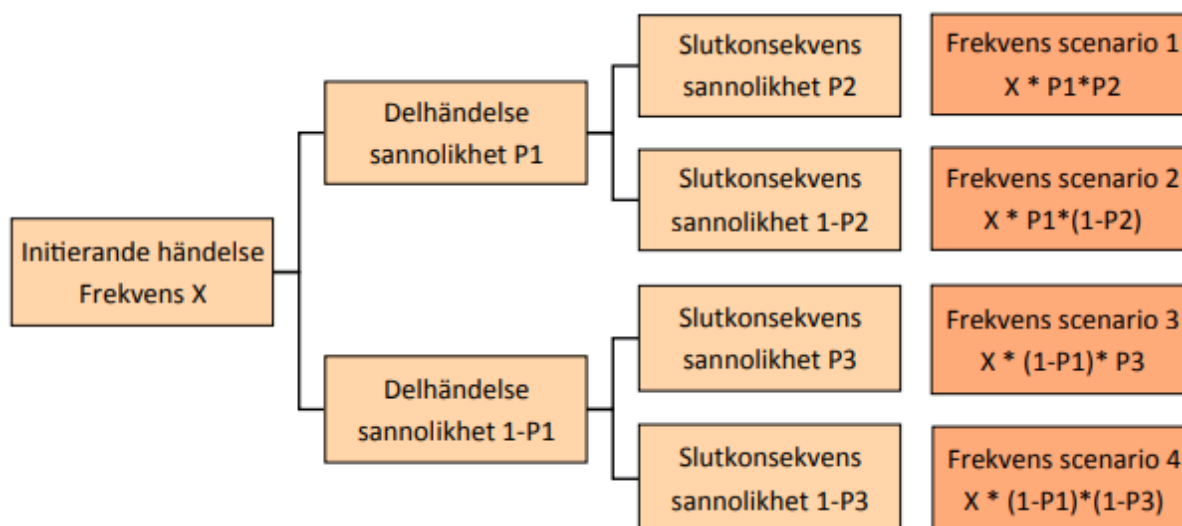 Initierande händelse
Frekvens X
Delhändelse
sannolikhet P1
Delhändelse
sannolikhet 1-P1
Slutkonsekvens
sannolikhet P2
Slutkonsekvens
sannolikhet 1-P2
Slutkonsekvens
sannolikhet P3
Slutkonsekvens
sannolikhet 1-P3
Frekvens scenario 1
X * P1*P2
Frekvens scenario 2
X * P1*(1-P2)
Frekvens scenario 3
X * (1-P1)* P3
Frekvens scenario 4
X * (1-P1)*(1-P3)